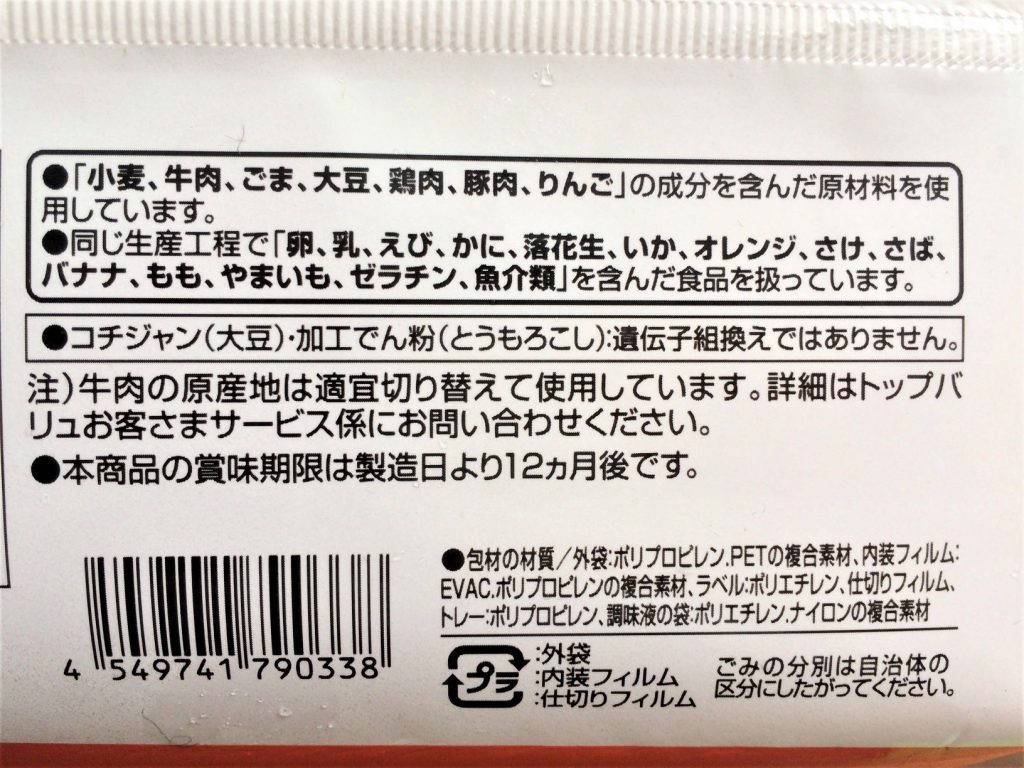 ●「小麦、牛肉、ごま、大豆、鶏肉、豚肉、りんご」の成分を含んだ原材料を使
用しています。
●同じ生産工程で「卵、乳、えび、かに、落花生、いか、オレンジ、さけ、さば、
バナナ、もも、やまいも、ゼラチン、魚介類」を含んだ食品を扱っています。
●コチジャン(大豆)・加工でん粉(とうもろこし):遺伝子組換えではありません。
注)牛肉の原産地は適宜切り替えて使用しています。詳細はトップバ
リュお客さまサービス係にお問い合わせください。
●本商品の賞味期限は製造日より12ヵ月後です。
●包材の材質/外袋:ポリプロピレン.PETの複合素材、内装フィルム:
EVAC.ポリプロピレンの複合素材、ラベル:ポリエチレン、仕切りフィルム、
トレー:ポリプロピレン、調味液の袋:ポリエチレン.ナイロンの複合素材
4 549741 790338
プラ
:外袋
:内装フィルム
:仕切りフィルム
ごみの分別は自治体の
区分にしたがってください。